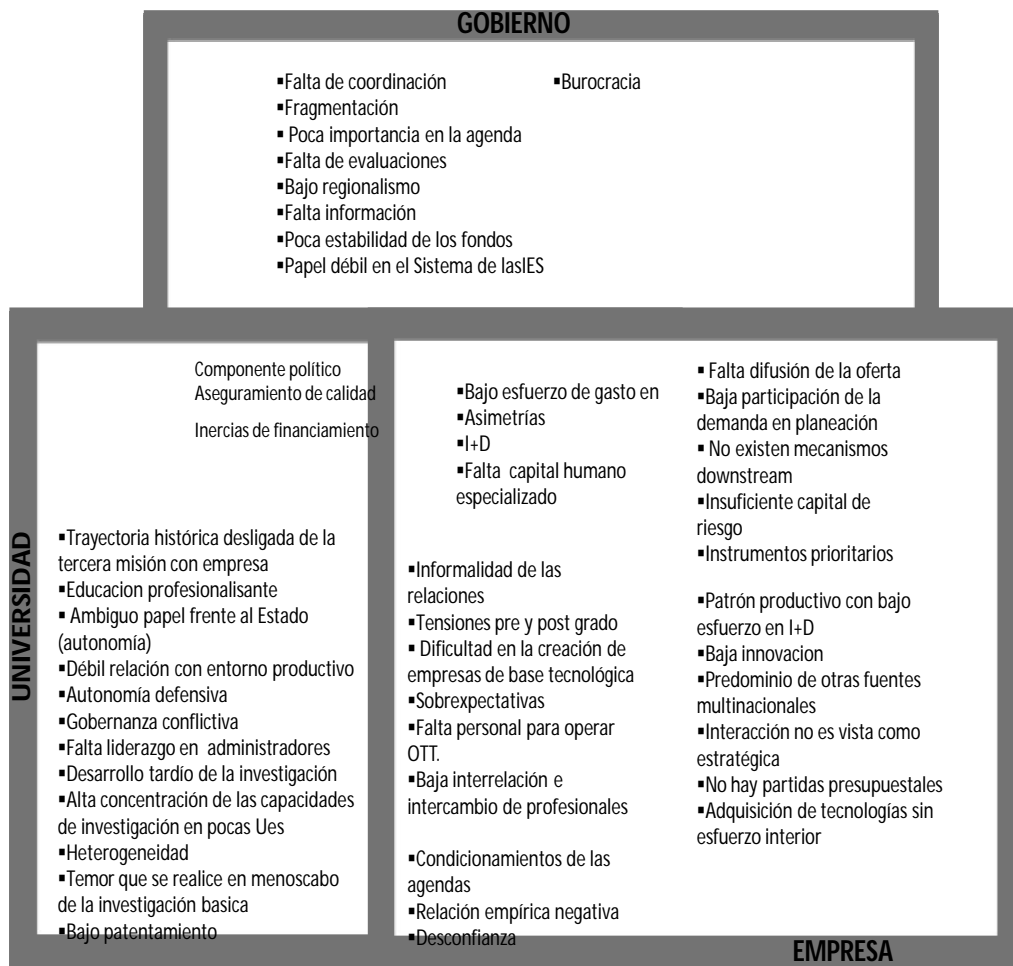 GOBIERNO
▪Falta de coordinación
▪Fragmentación
▪ Poca importancia en la agenda
▪Falta de evaluaciones
▪Bajo regionalismo
▪Falta información
▪Poca estabilidad de los fondos
▪Papel débil en el Sistema de lasIES
▪Burocracia
UNIVERSIDAD
Componente político
Aseguramiento de calidad
Inercias de financiamiento
▪Trayectoria histórica desligada de la
tercera misión con empresa
▪Educacion profesionalisante
▪ Ambiguo papel frente al Estado
(autonomía)
▪Débil relación con entorno productivo
▪Autonomía defensiva
▪Gobernanza conflictiva
▪Falta liderazgo en administradores
▪Desarrollo tardío de la investigación
▪Alta concentración de las capacidades
de investigación en pocas Ues
▪Heterogeneidad
▪Temor que se realice en menoscabo
de la investigación basica
▪Bajo patentamiento
▪Bajo esfuerzo de gasto en
▪Asimetrías
▪I+D
▪Falta capital humano
especializado
▪Informalidad de las
relaciones
▪Tensiones pre y post grado
▪ Dificultad en la creación de
empresas de base tecnológica
▪Sobrexpectativas
▪Falta personal para operar
OTT.
▪Baja interrelación e
intercambio de profesionales
▪Condicionamientos de las
agendas
▪Relación empírica negativa
▪Desconfianza
▪ Falta difusión de la oferta
▪Baja participación de la
demanda en planeación
▪ No existen mecanismos
downstream
▪Insuficiente capital de
riesgo
▪Instrumentos prioritarios
▪Patrón productivo con bajo
esfuerzo en I+D
▪Baja innovacion
▪Predominio de otras fuentes
multinacionales
▪Interacción no es vista como
estratégica
▪No hay partidas presupuestales
▪Adquisición de tecnologías sin
esfuerzo interior
EMPRESA